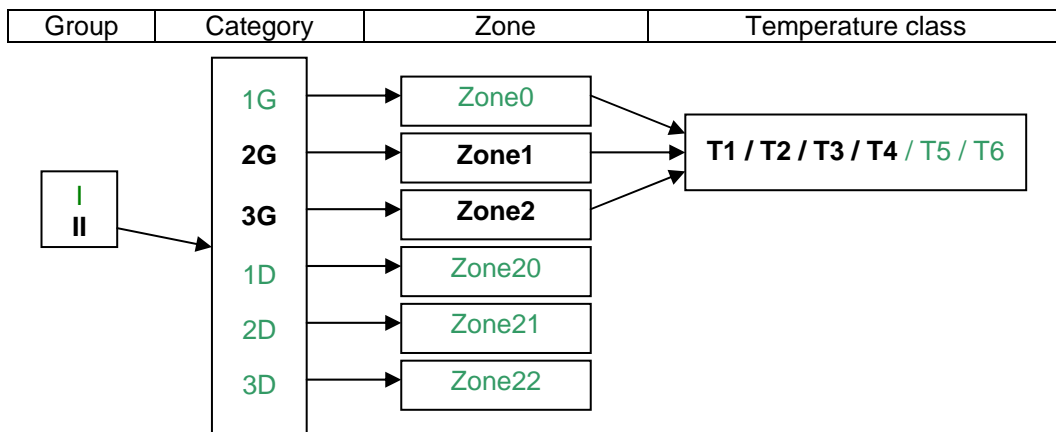 Group Category Zone Temperature class
1G Zone0
2G Zone1 T1 / T2 / T3 / T4 / T5 / T6
I
II
3G Zone2
1D Zone20
2D Zone21
3D Zone22